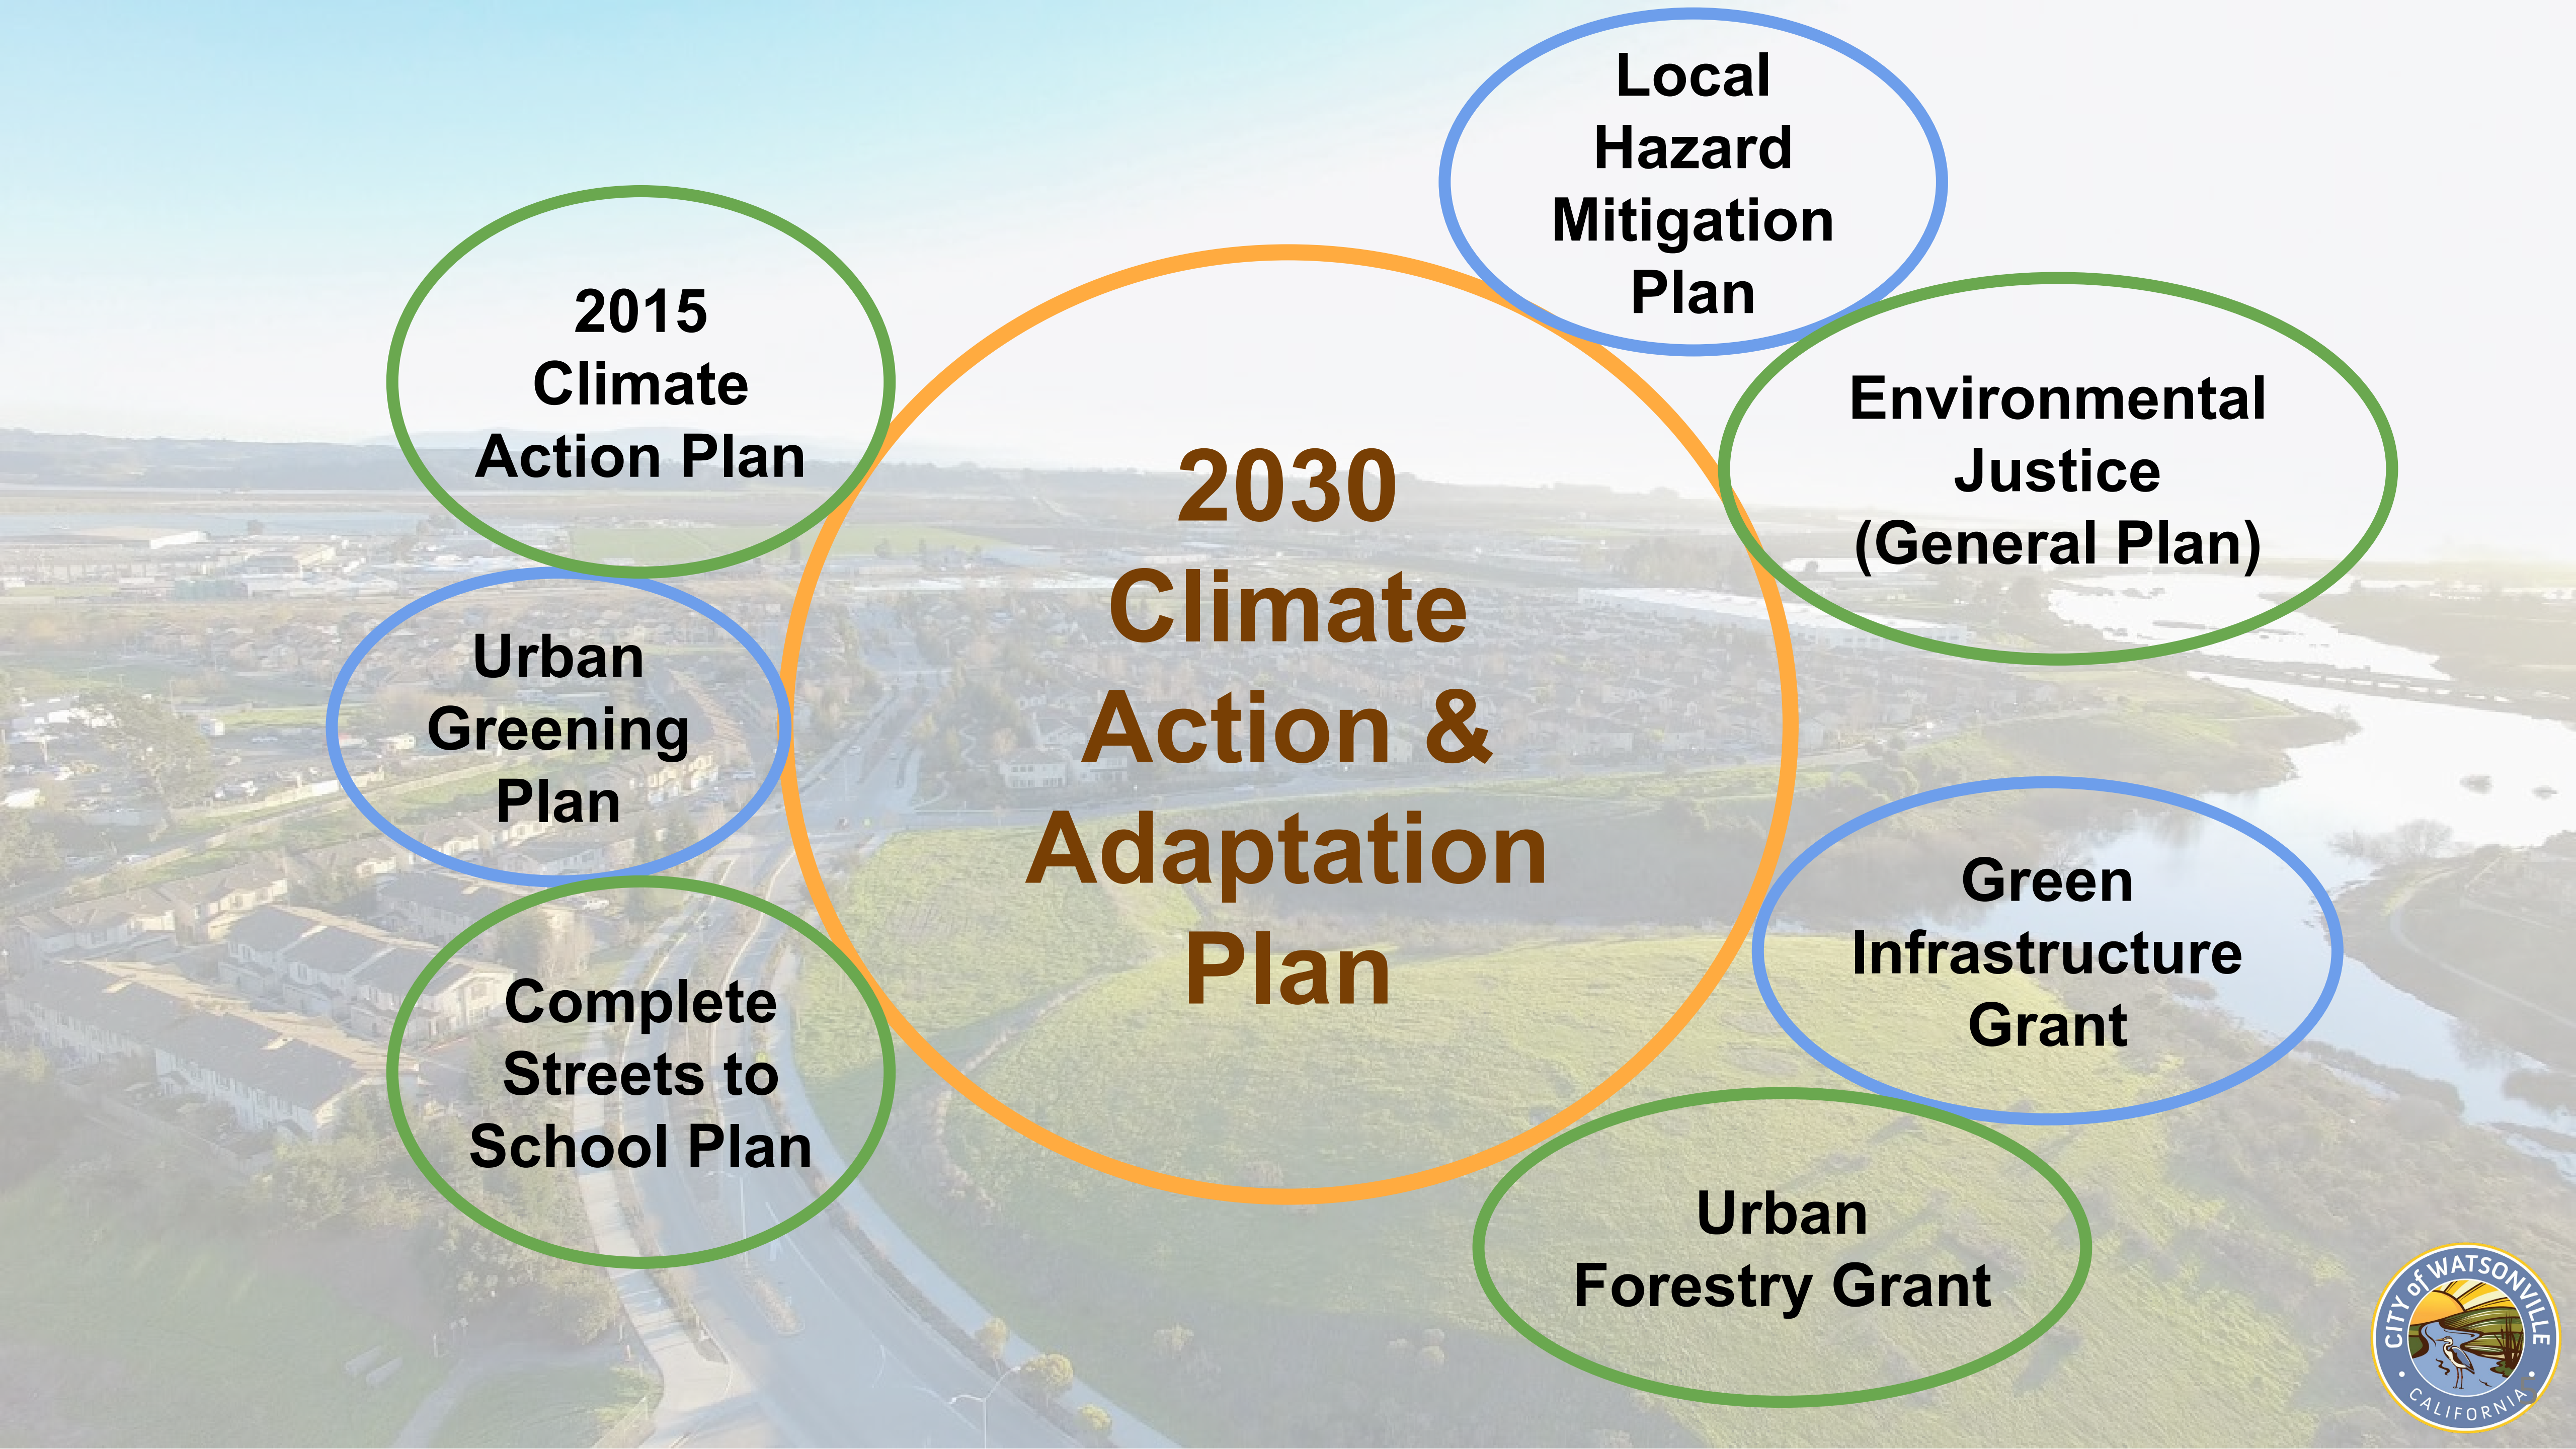 Local
Hazard
Mitigation
Plan
2015
Climate
Action Plan
Environmental
Justice
(General Plan)
2030
Climate
Action &
Adaptation
Plan
Urban
Greening
Plan
Green
Infrastructure
Grant
Complete
Streets to
School Plan
Urban
Forestry Grant
CITY of WATSONVILLE
• CALIFORNIA •